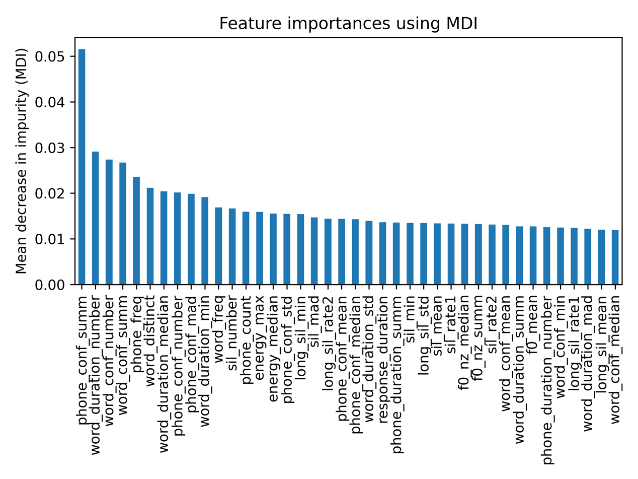 Feature importances using MDI
Mean decrease in impurity (MDI)
0.05
0.04
0.03
0.02
0.01
0.00
phone_conf_summ
word_duration_number
word_conf_number
word_conf_summ
phone_freq
word_distinct
word_duration_median
phone_conf_number
phone_conf_mad
word_duration_min
word_freq
sil_number
phone_count
energy_max
energy_median
phone_conf_std
long_sil_min
sil_mad
long_sil_rate2
phone_conf_mean
phone_conf_median
word_duration_std
response_duration
phone_duration_summ
sil_min
long_sil_std
sil_mean
sil_rate1
f0_nz_median
f0_nz_summ
sil_rate2
word_conf_mean
word_duration_summ
f0_mean
phone_duration_number
word_conf_min
long_sil_rate1
word_duration_mad
long_sil_mean
word_conf_median